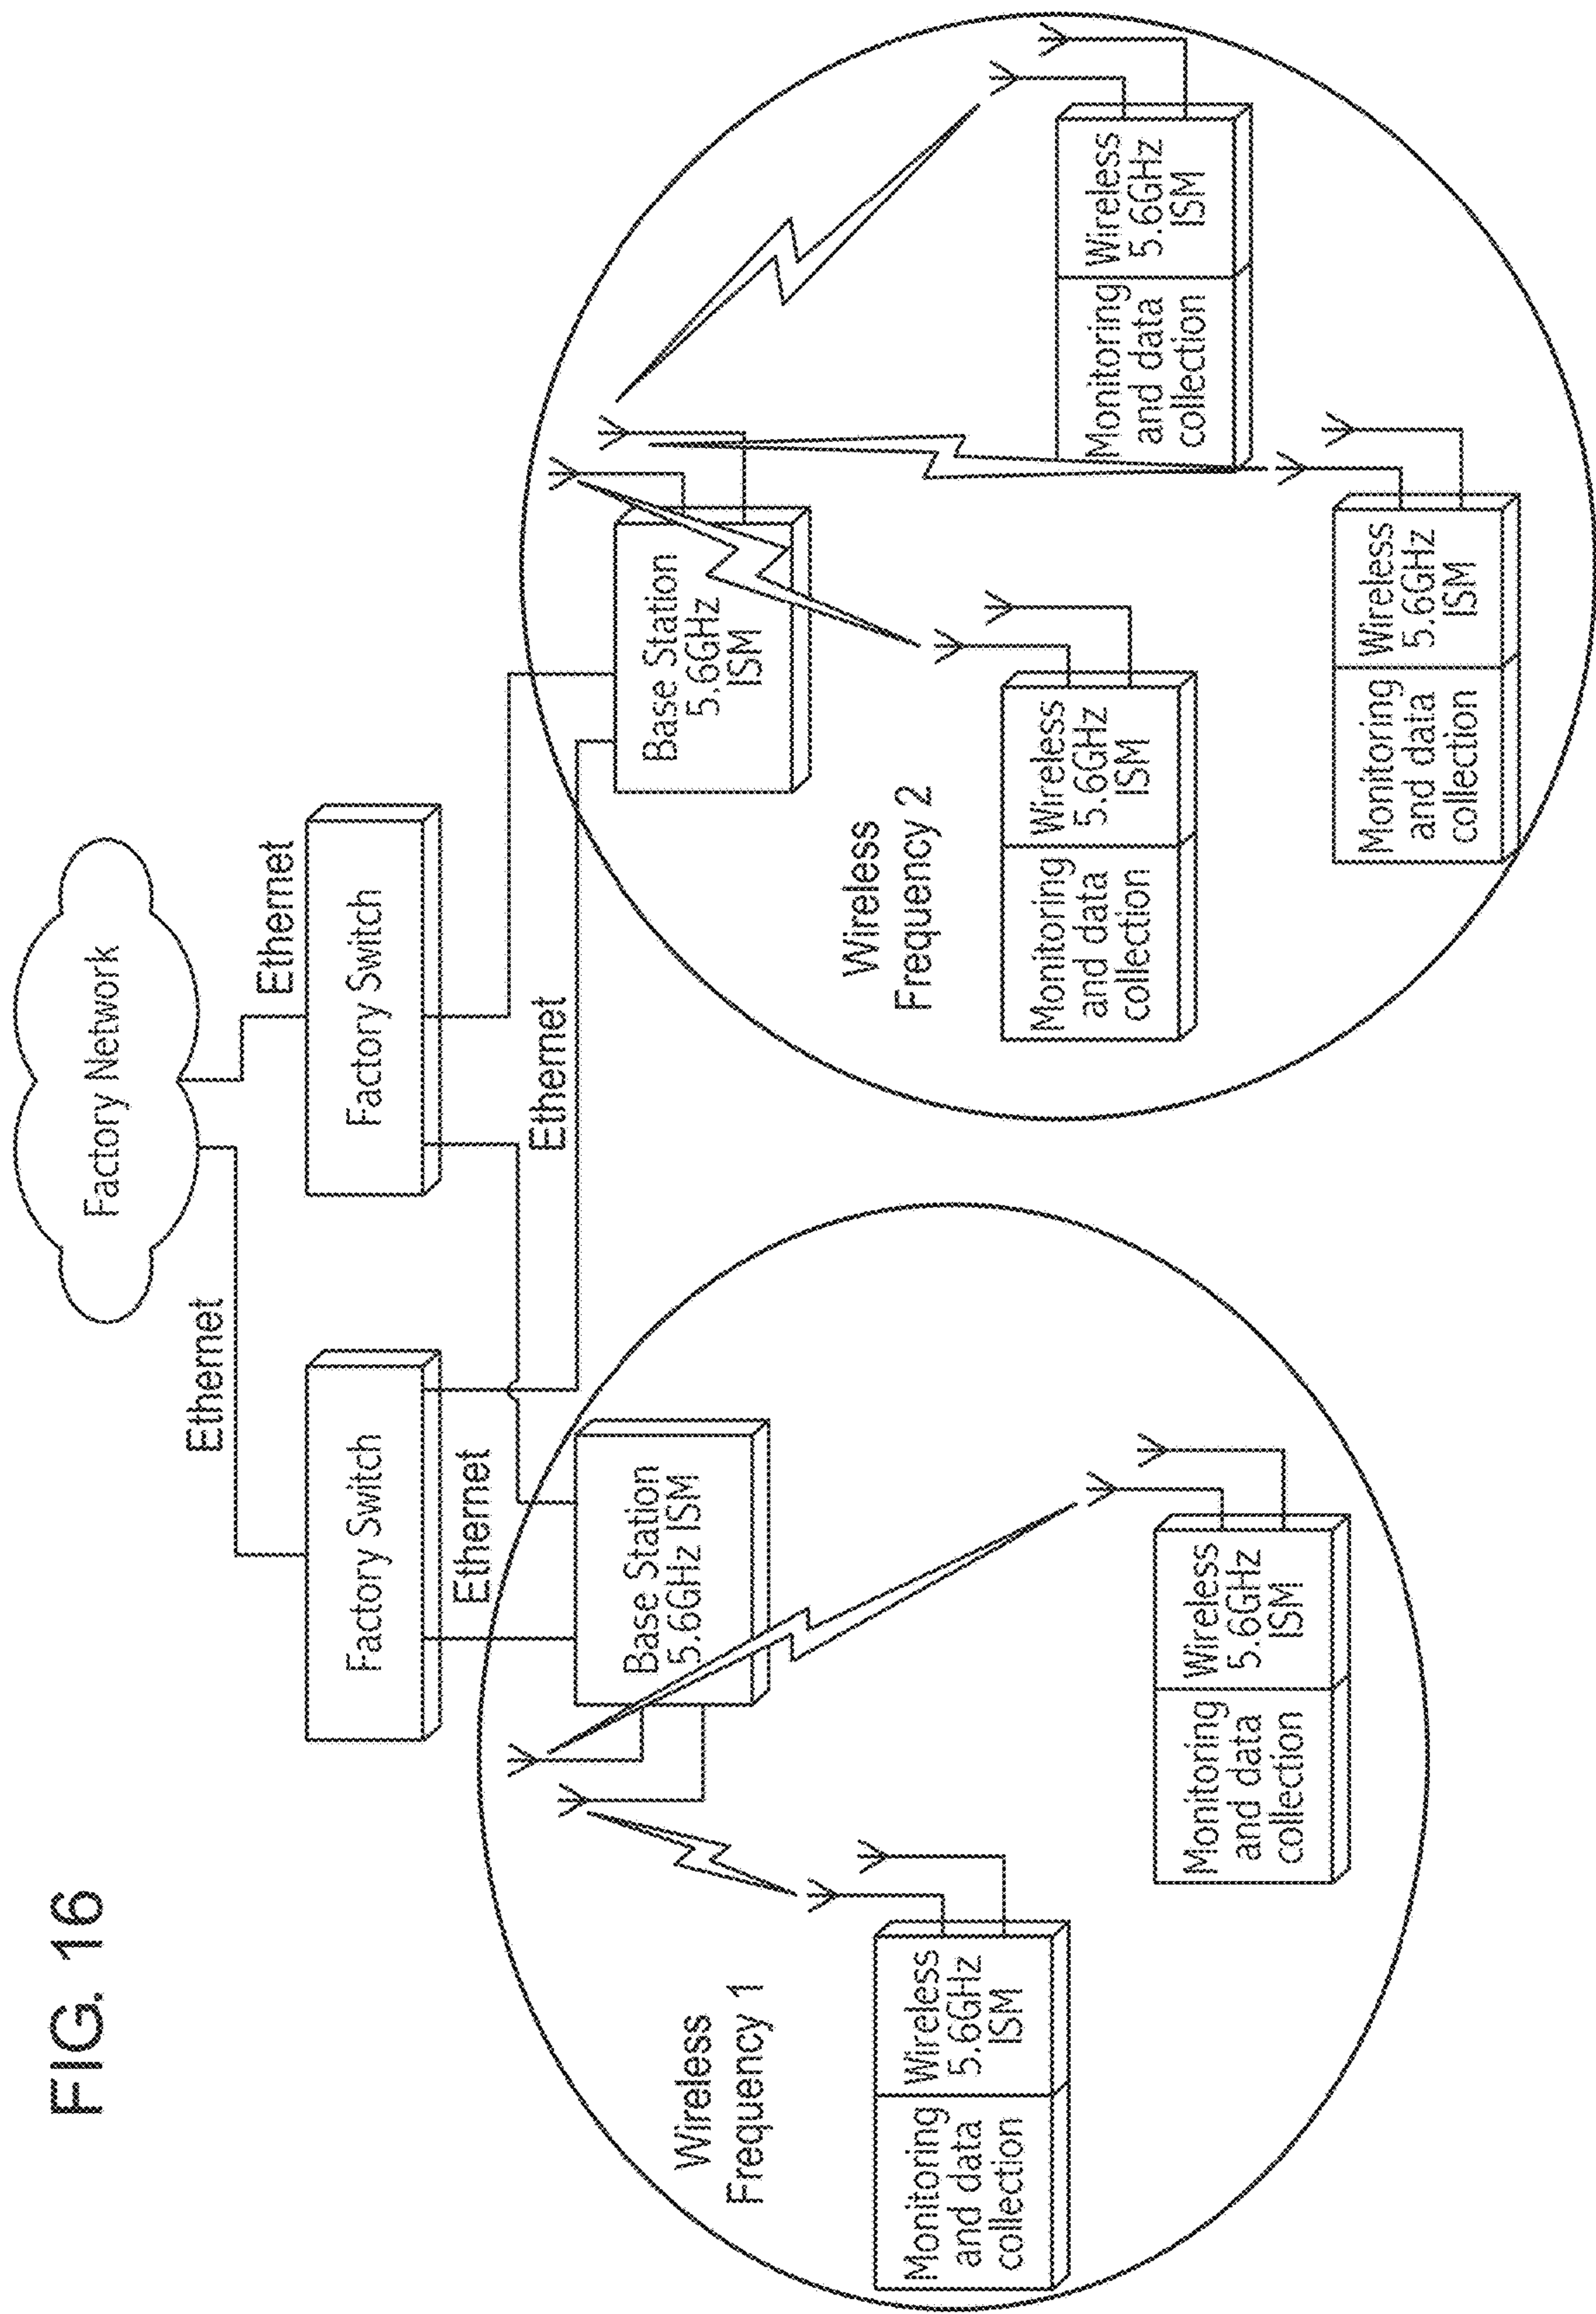 FIG. 16
Factory Network
Ethernet
Ethernet
Factory Switch
Factory Switch
Ethernet
Ethernet
Base Station
5.6GHz ISM
Base Station
5.6GHz
ISM
Wireless
Frequency 1
Monitoring
and data
collection
Wireless
5.6GHz
ISM
Monitoring
and data
collection
Wireless
5.6GHz
ISM
Wireless
Frequency 2
Monitoring
and data
collection
Wireless
5.6GHz
ISM
Monitoring
and data
collection
Wireless
5.6GHz
ISM
Monitoring
and data
collection
Wireless
5.6GHz
ISM